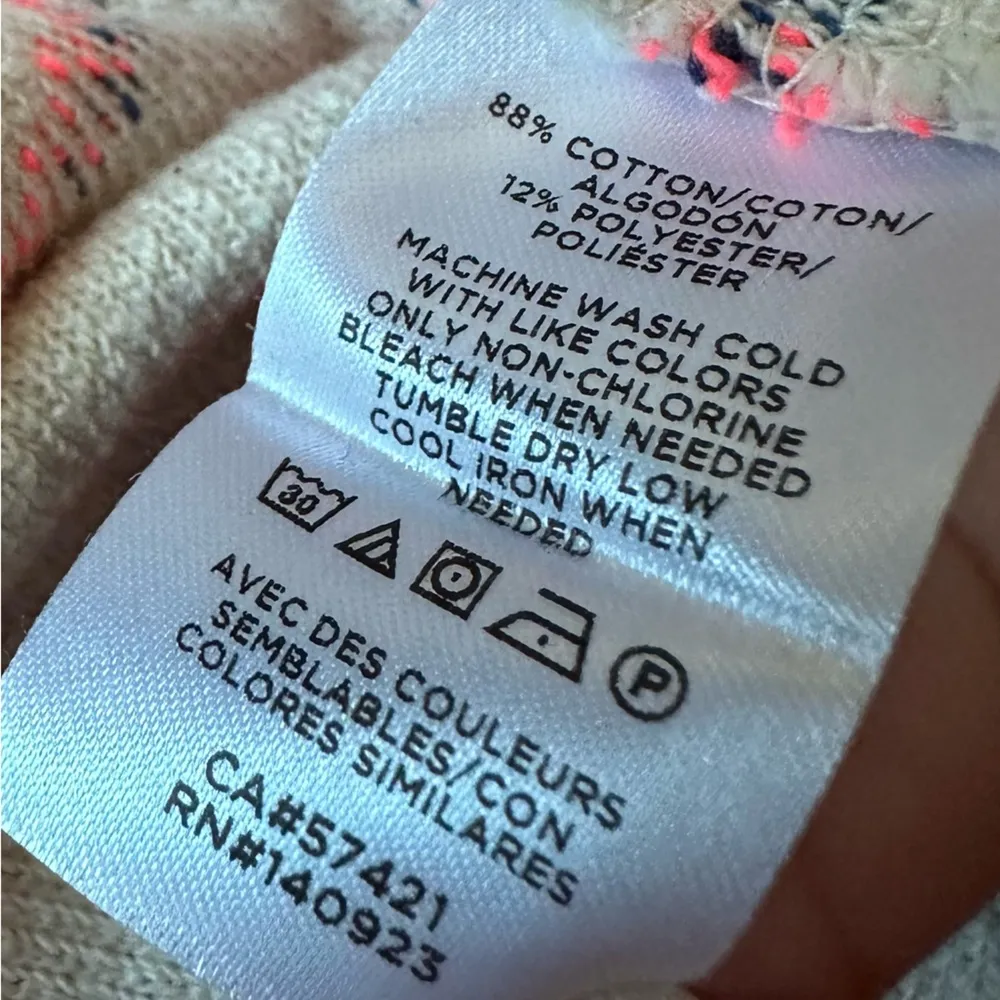 88% COTTON/COTON/
ALGODÓN
12% POLYESTER/
POLIÉSTER
MACHINE WASH COLD
WITH LIKE COLORS
ONLY NON-CHLORINE
BLEACH WHEN NEEDED
TUMBLE DRY LOW
COOL IRON WHEN
NEEDED
30
P
AVEC DES COULEURS
SEMBLABLES/CON
COLORES SIMILARES
CA#57421
RN#140923